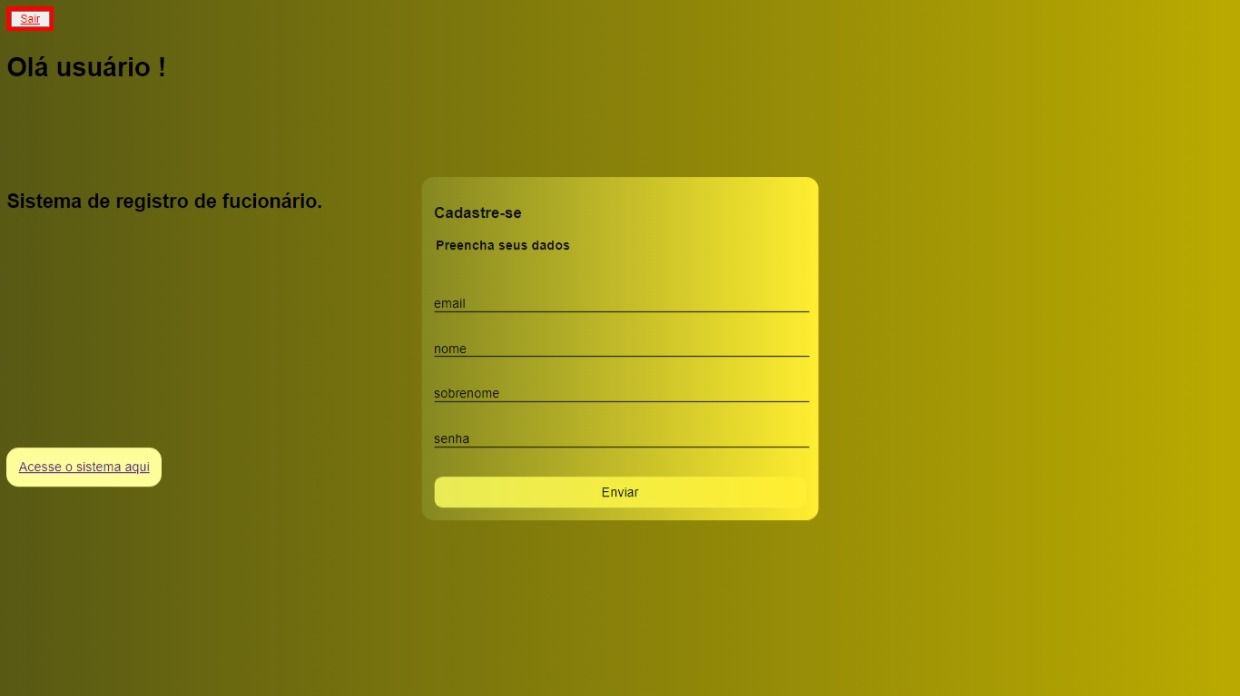 Sair
Olá usuário !
Sistema de registro de fucionário.
Cadastre-se
Preencha seus dados
email
nome
sobrenome
senha
Acesse o sistema aqui
Enviar